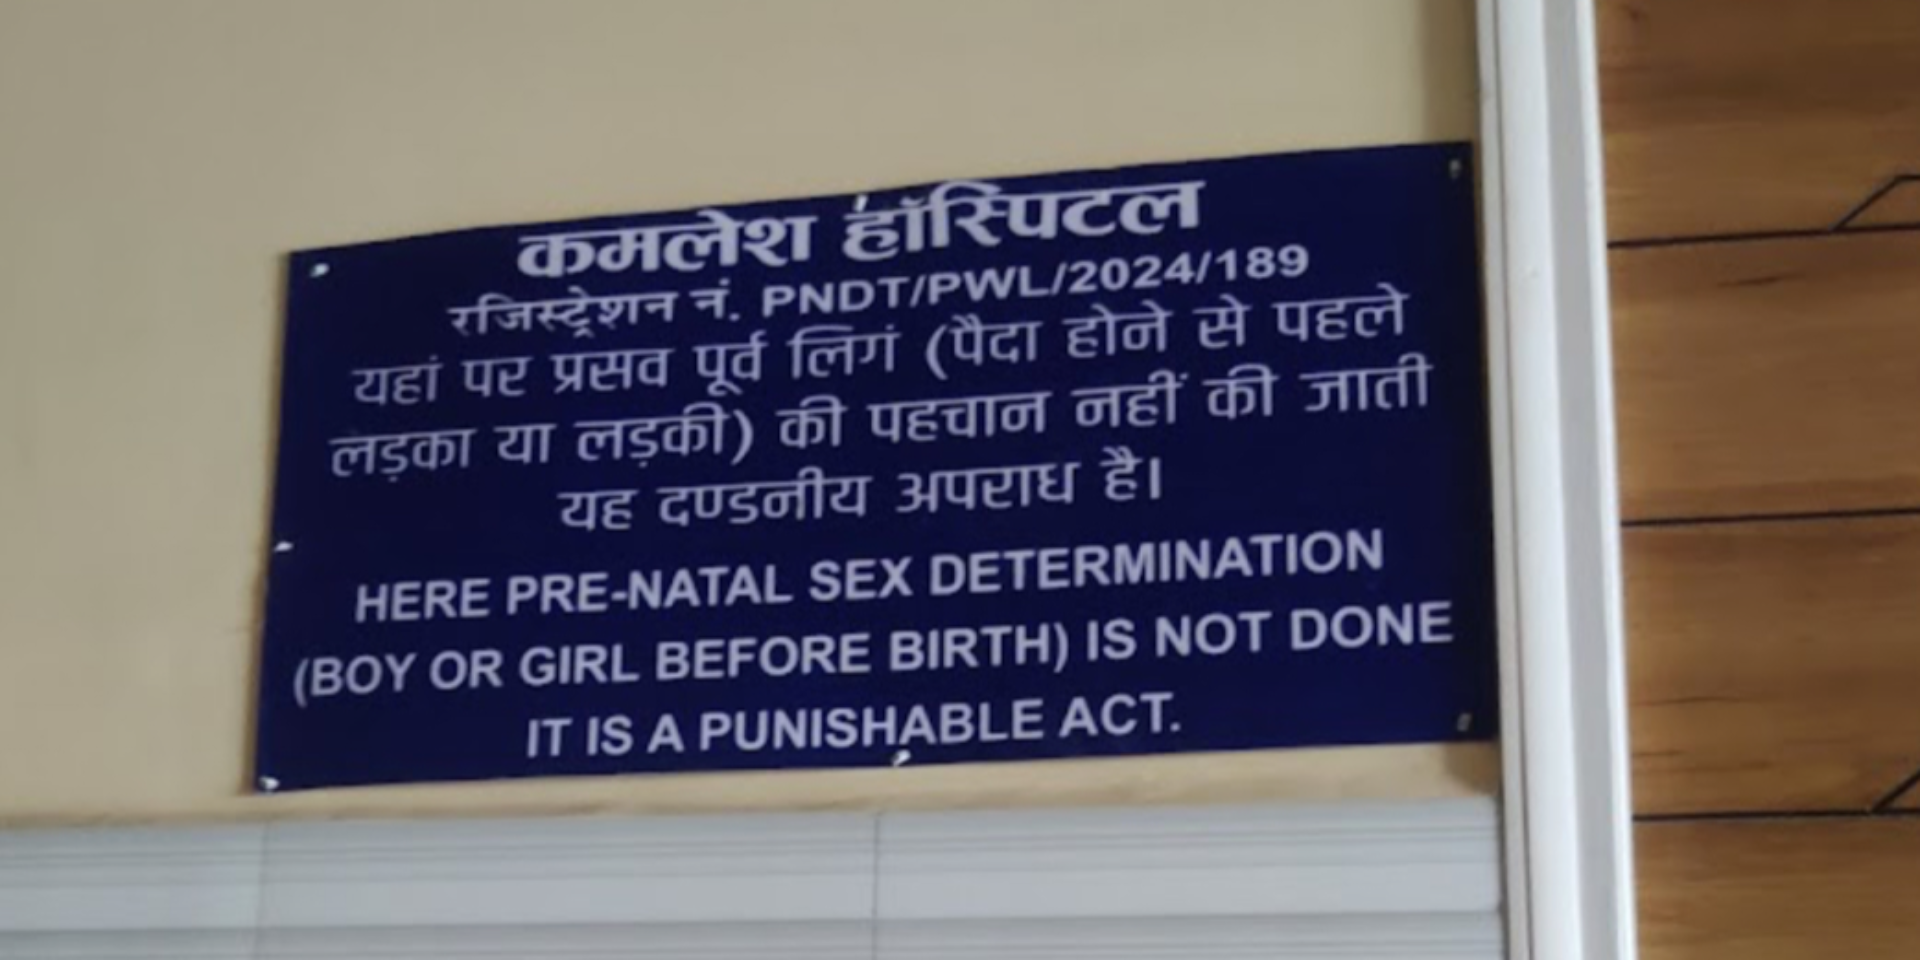 कमलेश हॉस्पिटल
रजिस्ट्रेशन नं. PNDT/PWL/2024/189
यहां पर प्रसव पूर्व लिगं (पैदा होने से पहले
लड़का या लड़की) की पहचान नहीं की जाती
यह दण्डनीय अपराध है।
HERE PRE-NATAL SEX DETERMINATION
(BOY OR GIRL BEFORE BIRTH) IS NOT DONE
IT IS A PUNISHABLE ACT.